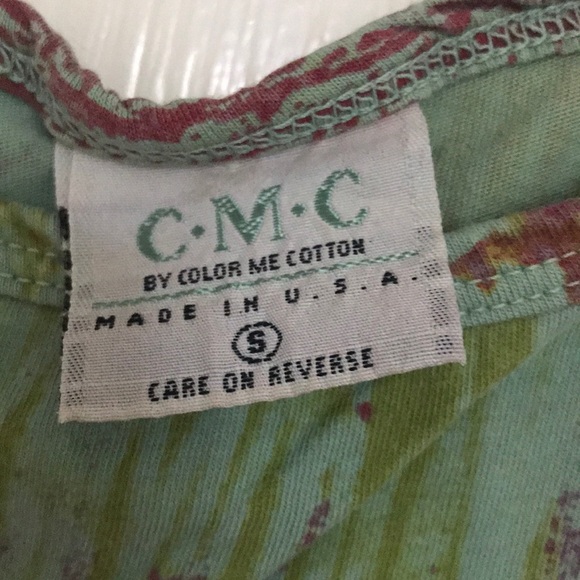 C·M·C
BY COLOR ME COTTON
MADE IN U.S.A.
S
CARE ON REVERSE